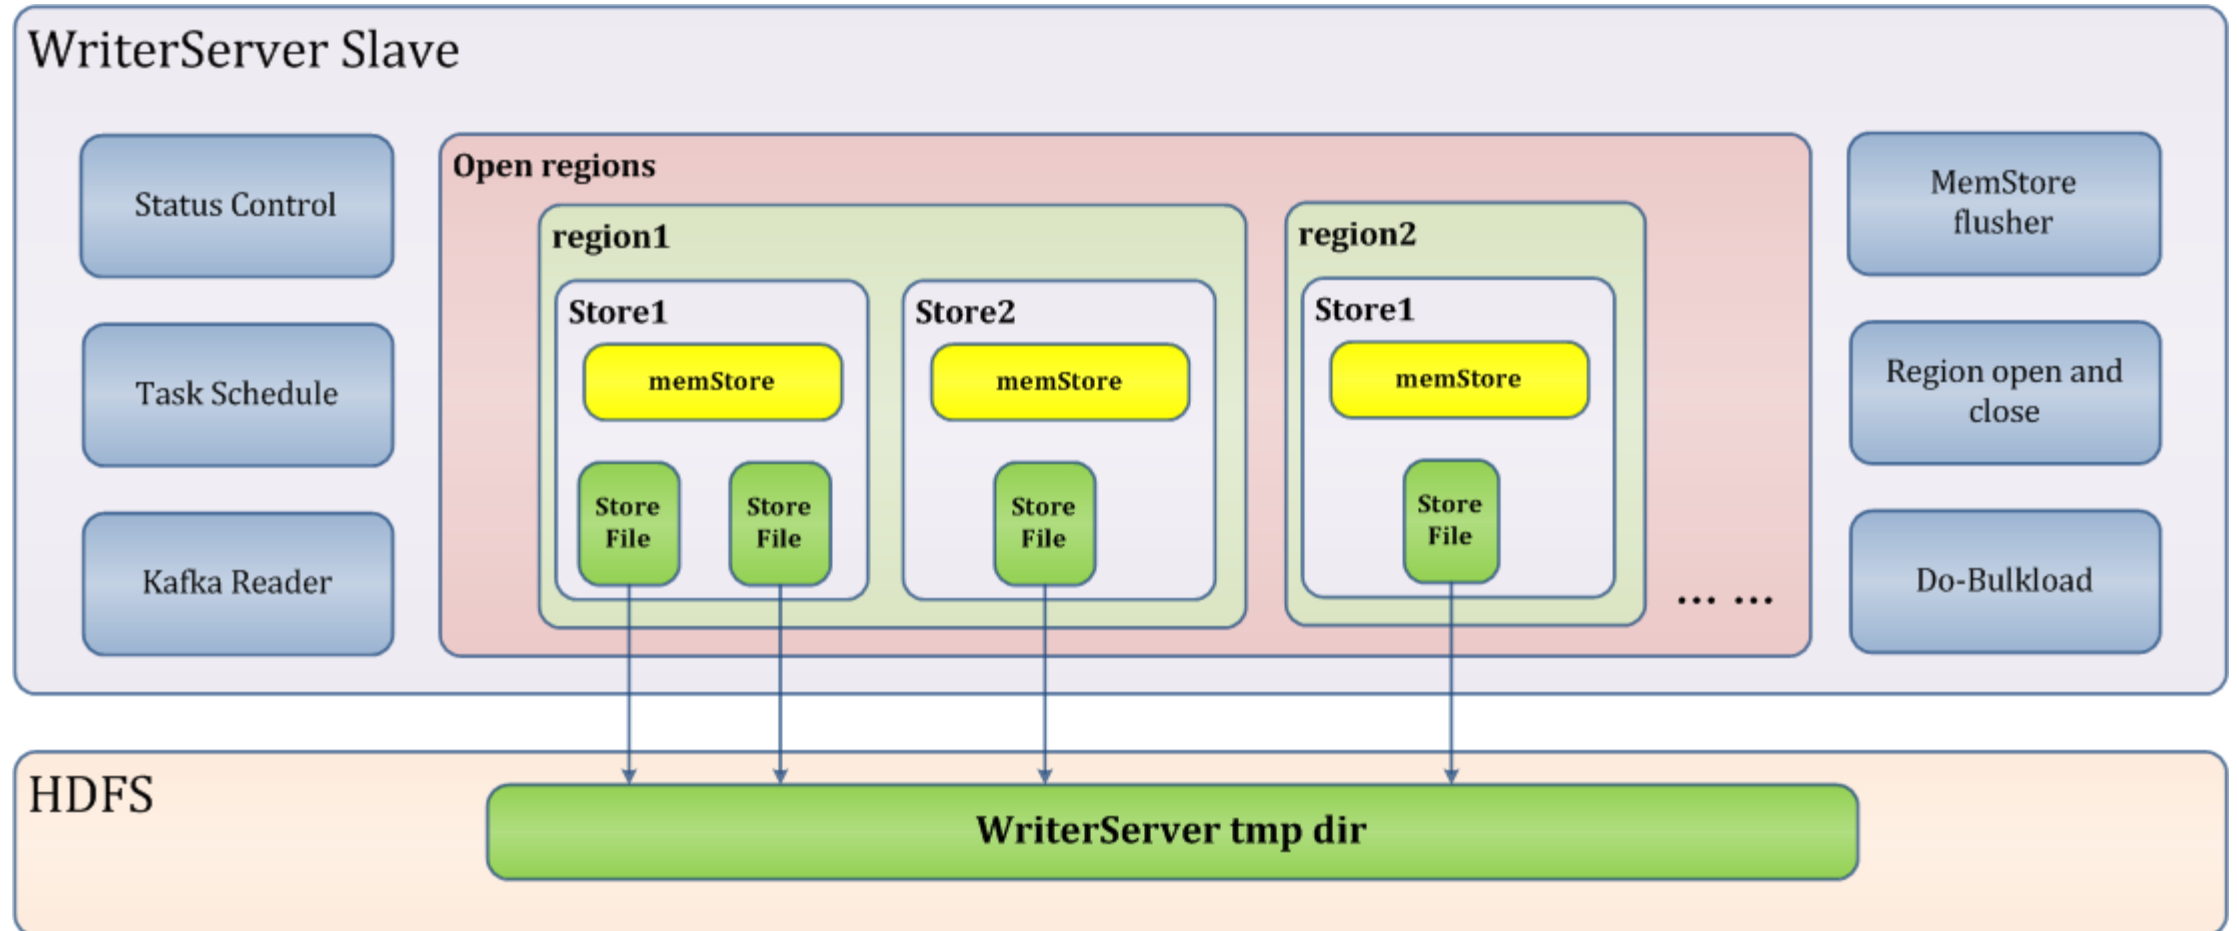 WriterServer Slave
Status Control
Task Schedule
Kafka Reader
Open regions
region1
Store1
memStore
Store
File
Store
File
Store2
memStore
Store
File
region2
Store1
memStore
Store
File
... ...
MemStore
flusher
Region open and
close
Do-Bulkload
HDFS
WriterServer tmp dir